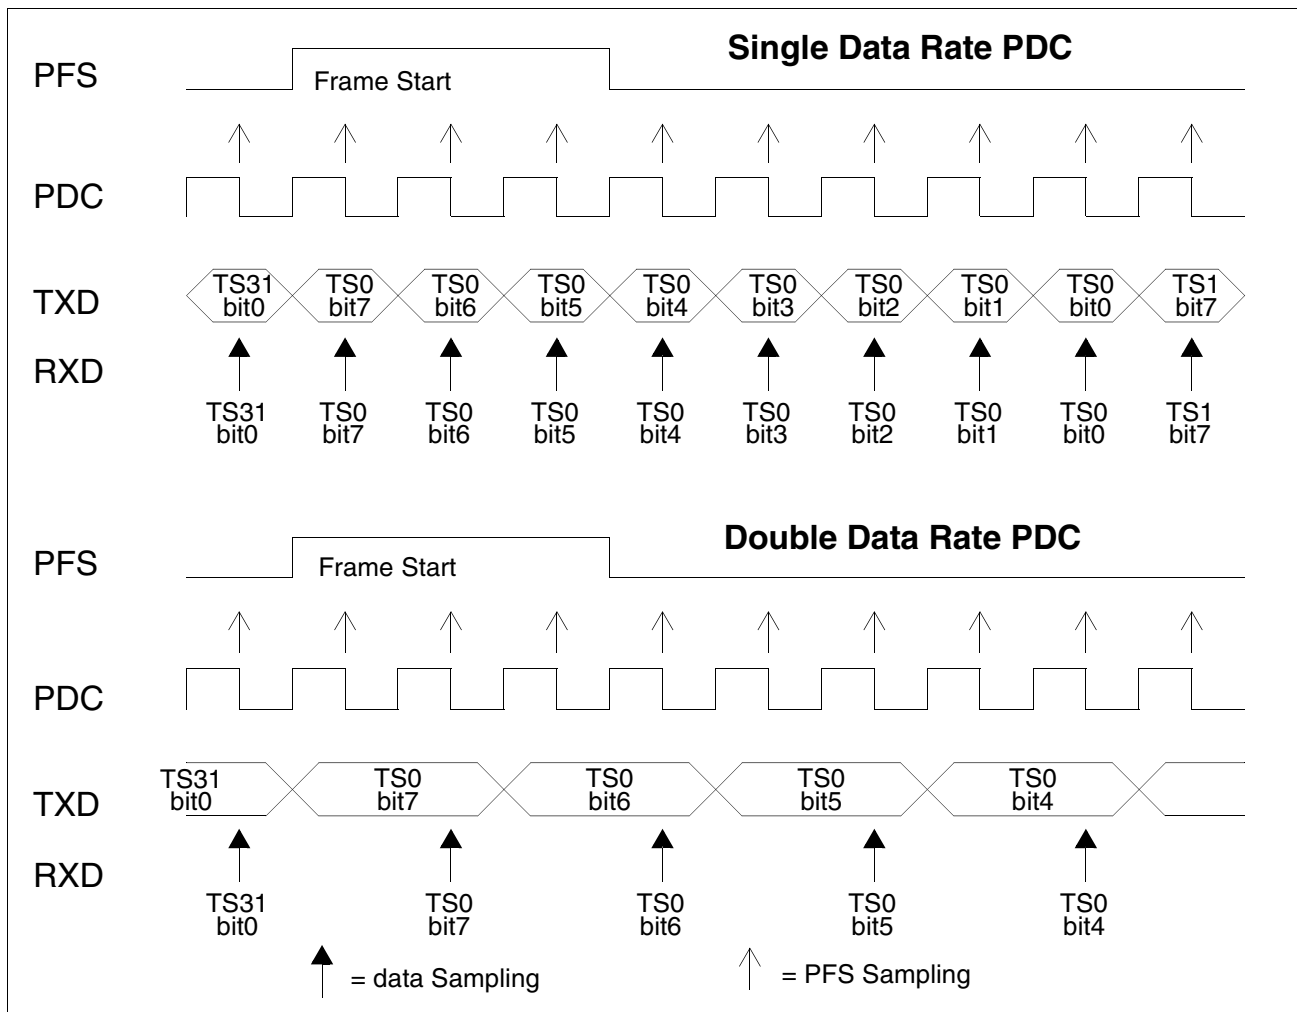 Single Data Rate PDC
PFS
Frame Start
PDC
TXD
TS31 TS0 TS0 TS0 TS0 TS0 TS0 TS0 TS0 TS1
bit0 bit7 bit6 bit5 bit4 bit3 bit2 bit1 bit0 bit7
RXD
TS31 TS0 TS0 TS0 TS0 TS0 TS0 TS0 TS0 TS1
bit0 bit7 bit6 bit5 bit4 bit3 bit2 bit1 bit0 bit7
Double Data Rate PDC
PFS
Frame Start
PDC
TXD
TS31 TS0 TS0 TS0 TS0
bit0 bit7 bit6 bit5 bit4
RXD
TS31 TS0 TS0 TS0 TS0
bit0 bit7 bit6 bit5 bit4
= data Sampling = PFS Sampling